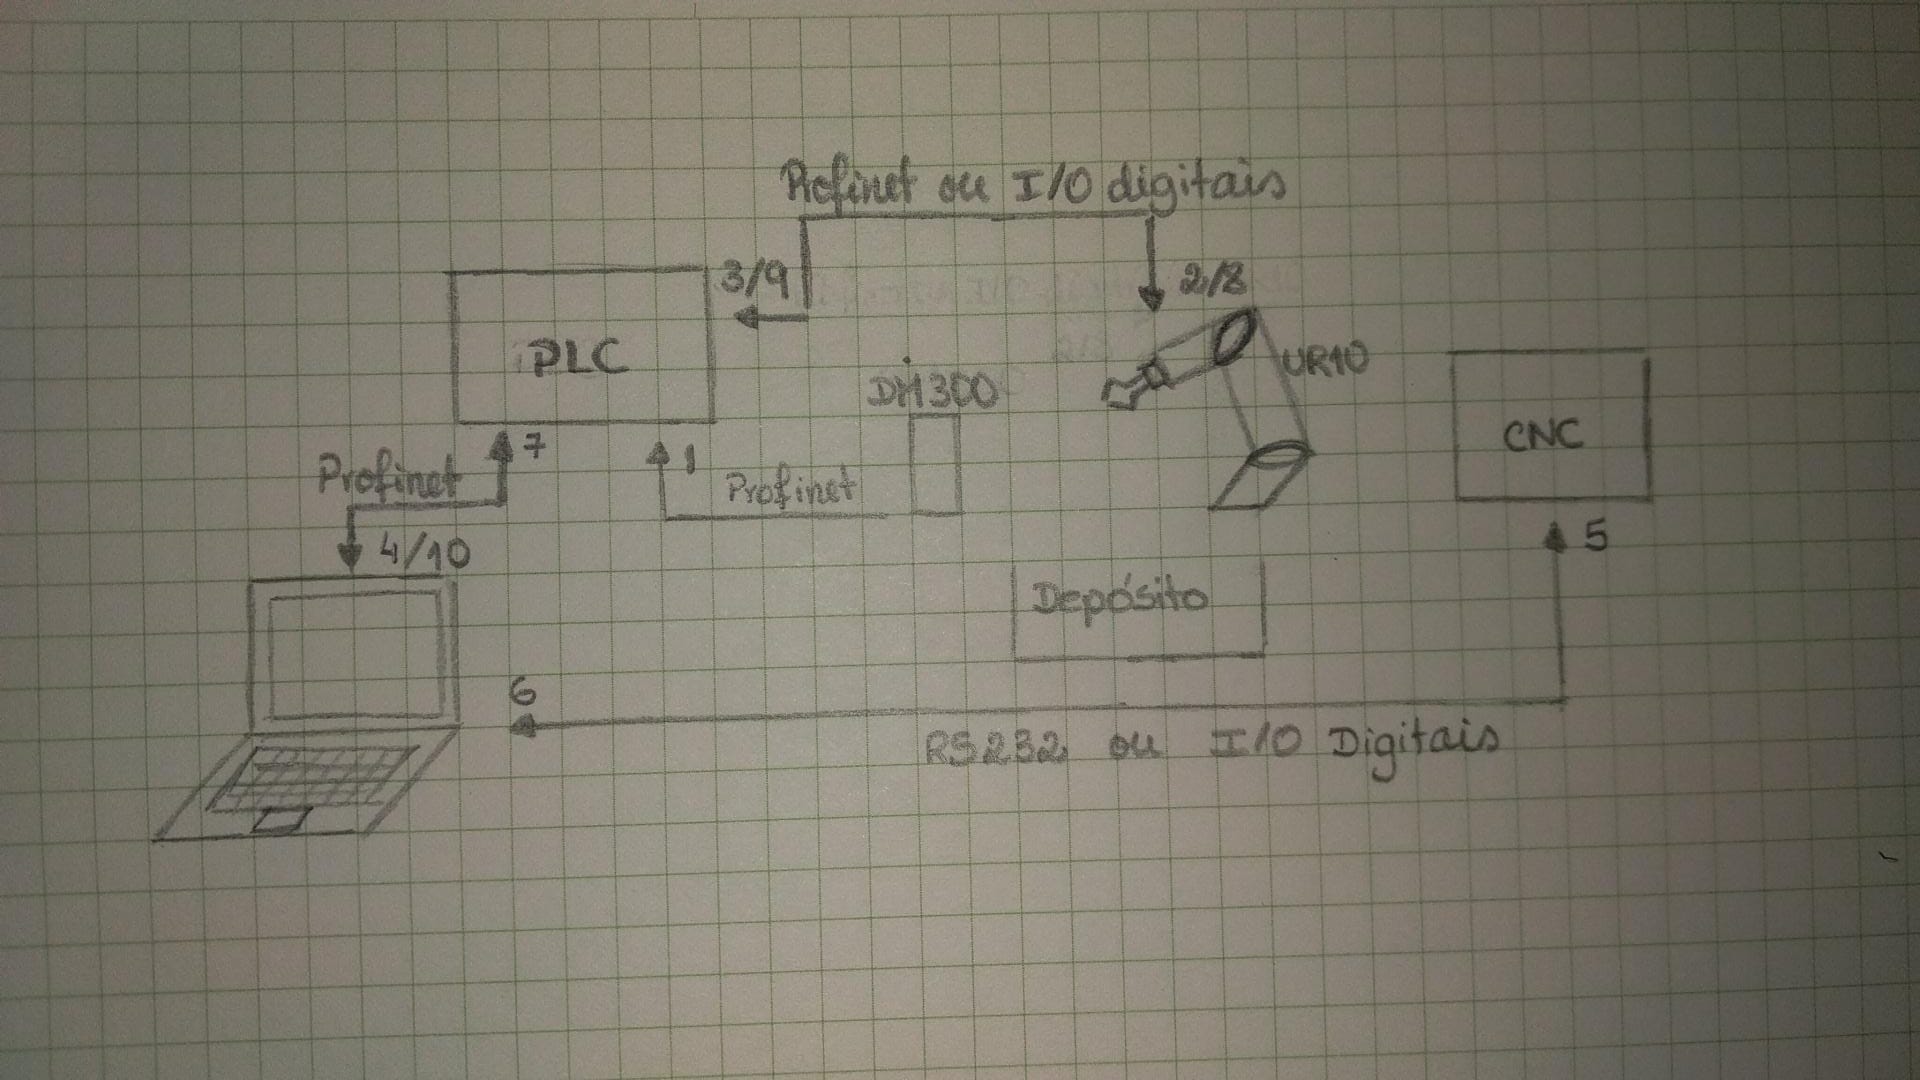 Profinet ou I/O digitais
3/9
2/8
PLC
UR10
DM300
CNC
7
1
Profinet
Profinet
5
4/10
Depósito
6
RS232 ou I/O Digitais